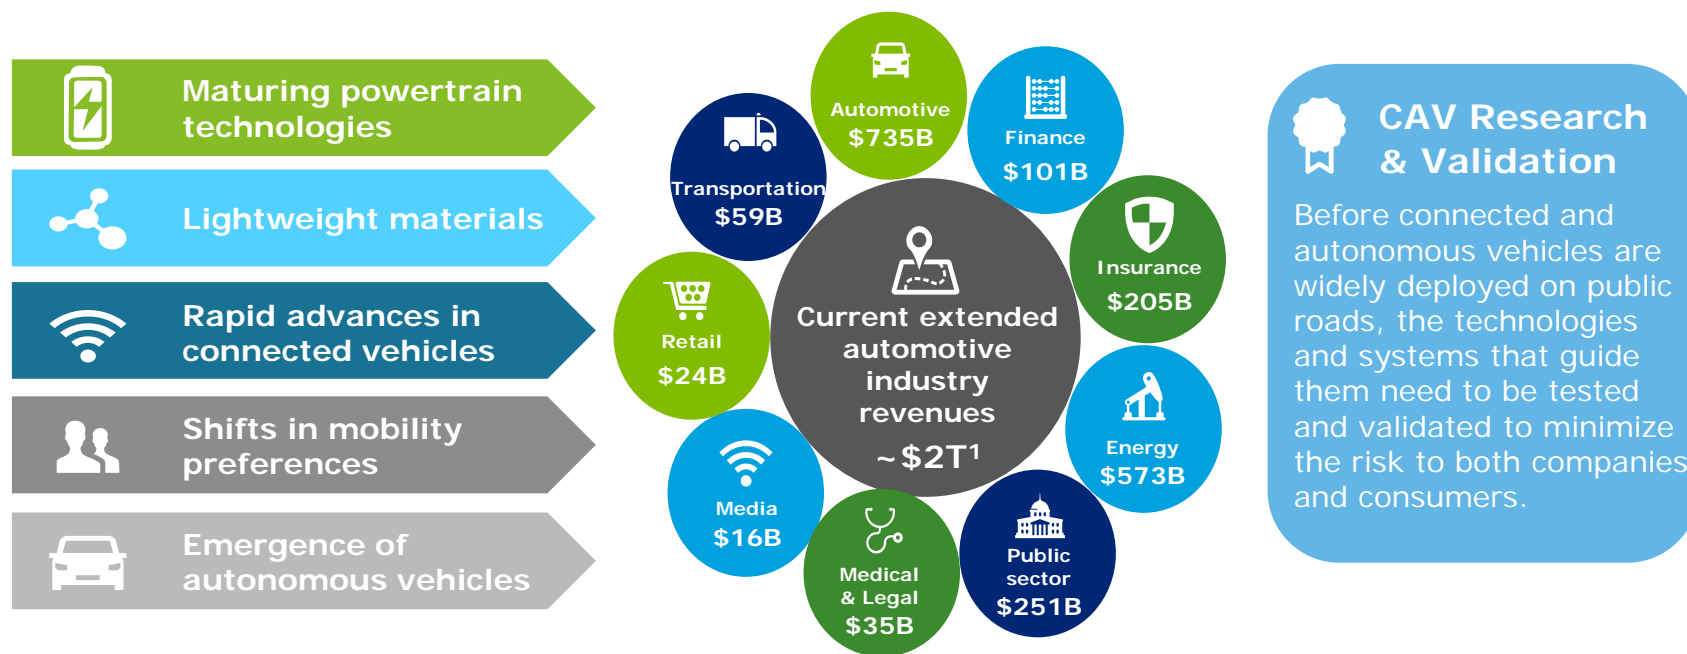 Maturing powertrain
technologies
Lightweight materials
Rapid advances in
connected vehicles
Shifts in mobility
preferences
Emergence of
autonomous vehicles
Automotive
$735B
Finance
$101B
Insurance
$205B
Energy
$573B
Public
sector
$251B
Medical
& Legal
$35B
Media
$16B
Retail
$24B
Transportation
$59B
Current extended
automotive
industry
revenues
~$2T¹
CAV Research
& Validation
Before connected and
autonomous vehicles are
widely deployed on public
roads, the technologies
and systems that guide
them need to be tested
and validated to minimize
the risk to both companies
and consumers.